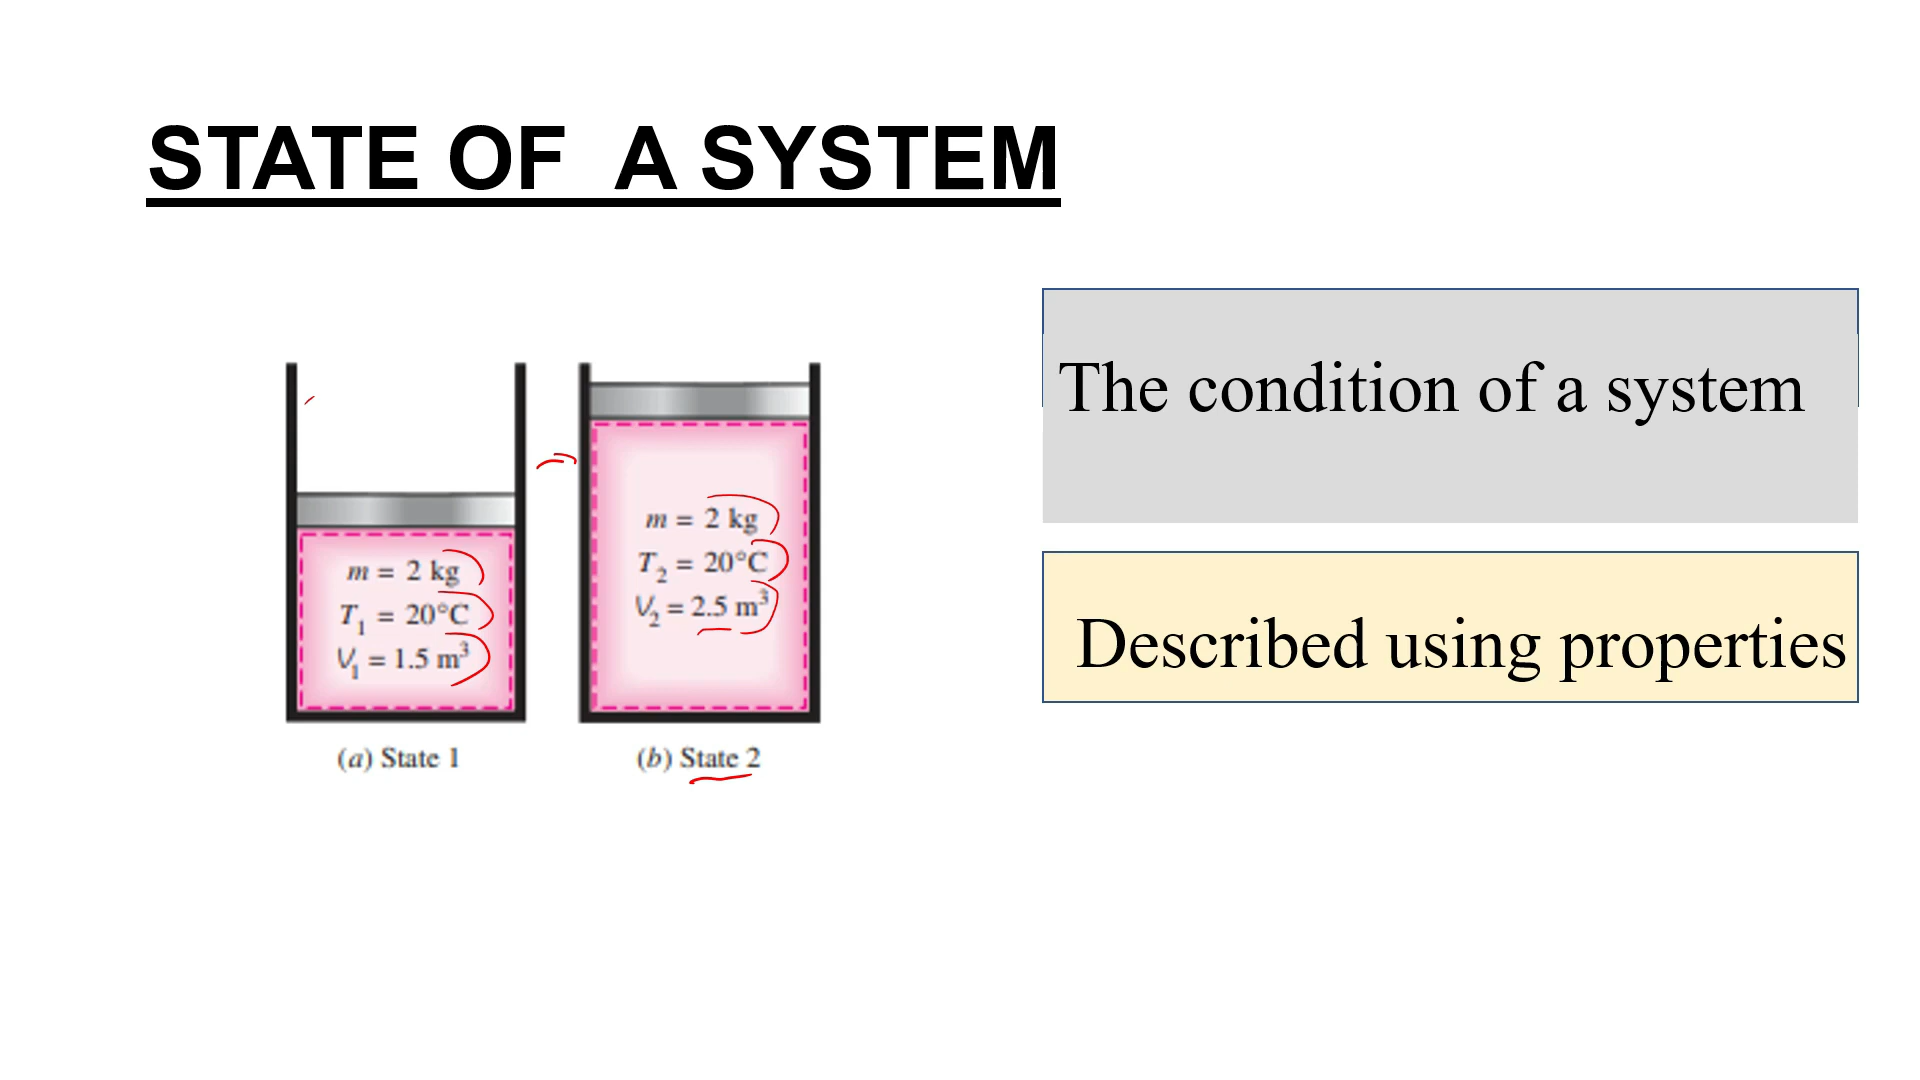 STATE OF A SYSTEM
The condition of a system
m = 2 kg
T₁ = 20°C
V₁ = 1.5 m³
(a) State 1
m = 2 kg
T₂ = 20°C
V₂ = 2.5 m³
(b) State 2
Described using properties